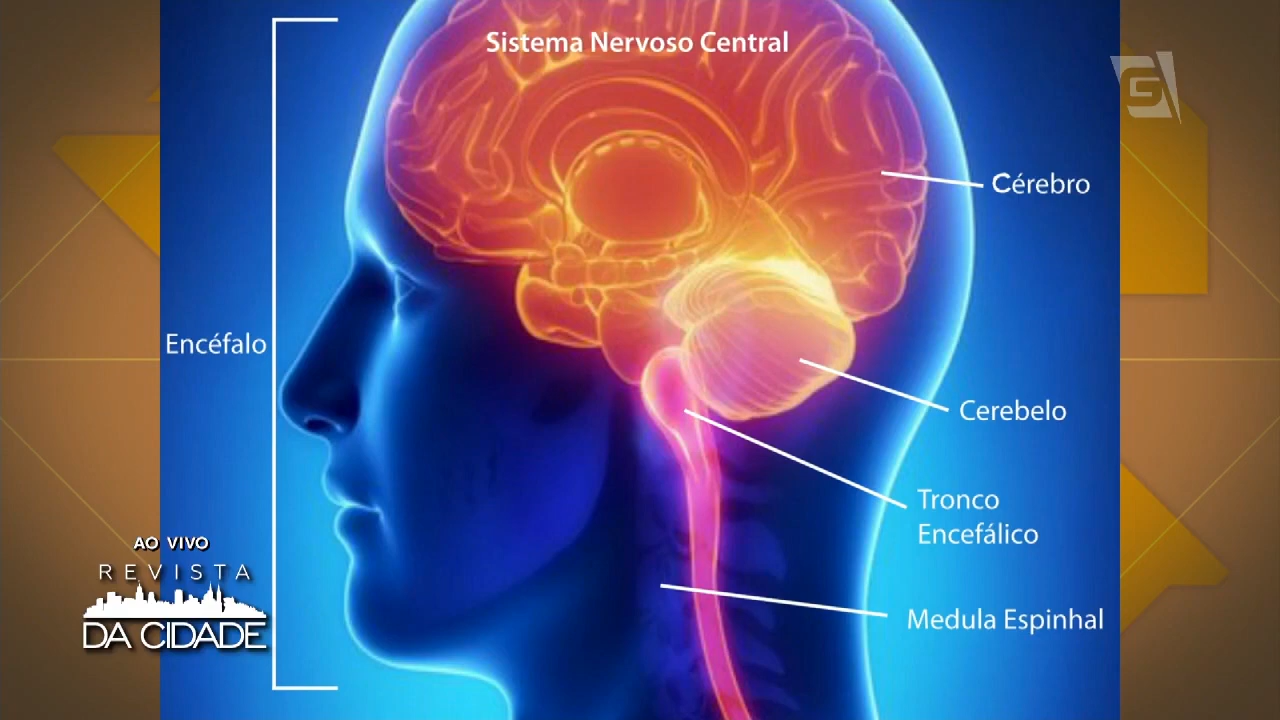 Sistema Nervoso Central
Cérebro
Encéfalo
Cerebelo
Tronco
Encefálico
Medula Espinhal
AO VIVO
REVISTA
DA CIDADE
G